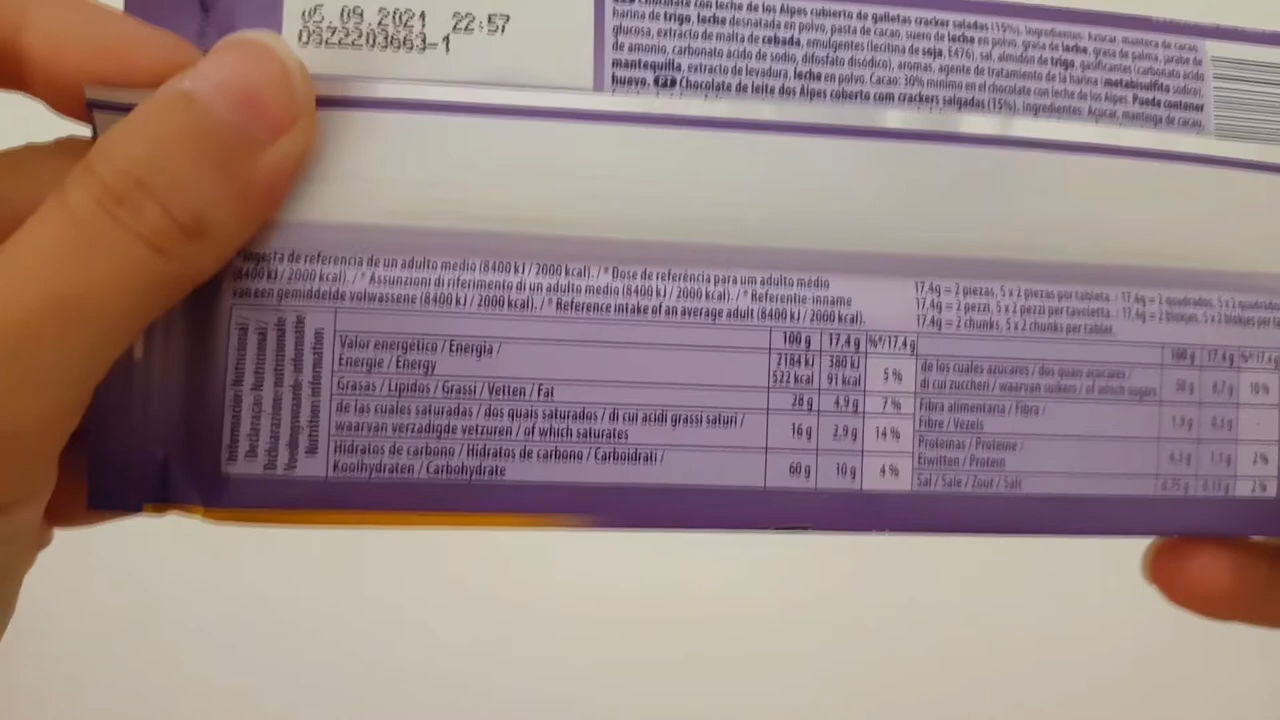 05.09.2021 22:57
OSZ2203663-1
Chocolate con leche de los Alpes cubierto de galletas cracker saladas (15%). Ingredientes: Azúcar, manteca de cacao,
harina de trigo, leche desnatada en polvo, pasta de cacao, suero de leche en polvo, grasa de leche, grasa de palma, jarabe de
glucosa, extracto de malta de cebada, emulgentes (lecitina de soja, E476), sal, almidón de trigo, gasificantes (carbonato ácido
de amonio, carbonato ácido de sodio, difosfato disódico), aromas, agente de tratamiento de la harina (metabisulfito sódico),
mantequilla, extracto de levadura, leche en polvo. Cacao: 30% mínimo en el chocolate con leche de los Alpes. Puede contener
huevo. PT Chocolate de leite dos Alpes coberto com crackers salgadas (15%). Ingredientes: Açúcar, manteiga de cacau,
*Ingesta de referencia de un adulto medio (8400 kJ / 2000 kcal). / * Dose de referência para um adulto médio
(8400 kJ / 2000 kcal). / * Assunzioni di riferimento di un adulto medio (8400 kJ / 2000 kcal). / * Referentie-inname
van een gemiddelde volwassene (8400 kJ / 2000 kcal). / * Reference intake of an average adult (8400 kJ / 2000 kcal).
17,4g = 2 piezas, 5 x 2 piezas por tableta. / 17,4g = 2 quadrados, 5 x 2 quadrados
17,4g = 2 pezzi, 5 x 2 pezzi per tavoletta. / 17,4g = 2 blokjes, 5 x 2 blokjes per
17.4g = 2 chunks, 5 x 2 chunks per tablet.
Información Nutricional /
Declaração Nutricional /
Dichiarazione nutrizionale /
Voedingswaarde-informatie /
Nutrition information
100 g 17,4 g %*/17,4 g
Valor energético / Energia /
Energie / Energy
2184 kJ 380 kJ
522 kcal 91 kcal 5 %
Grasas / Lípidos / Grassi / Vetten / Fat 28 g 4,9 g 7 %
de las cuales saturadas / dos quais saturados / di cui acidi grassi saturi /
waarvan verzadigde vetzuren / of which saturates 16 g 2,9 g 14 %
Hidratos de carbono / Hidratos de carbono / Carboidrati /
Koolhydraten / Carbohydrate 60 g 10 g 4 %
100 g 17,4 g %*/17,4 g
de los cuales azúcares / dos quais açúcares /
di cui zuccheri / waarvan suikers / of which sugars 8,7 g 10 %
Fibra alimentaria / Fibra /
Fibre / Vezels
Proteínas / Proteine /
Eiwitten / Protein 2 %
Sal / Sale / Zout / Salt 2 %